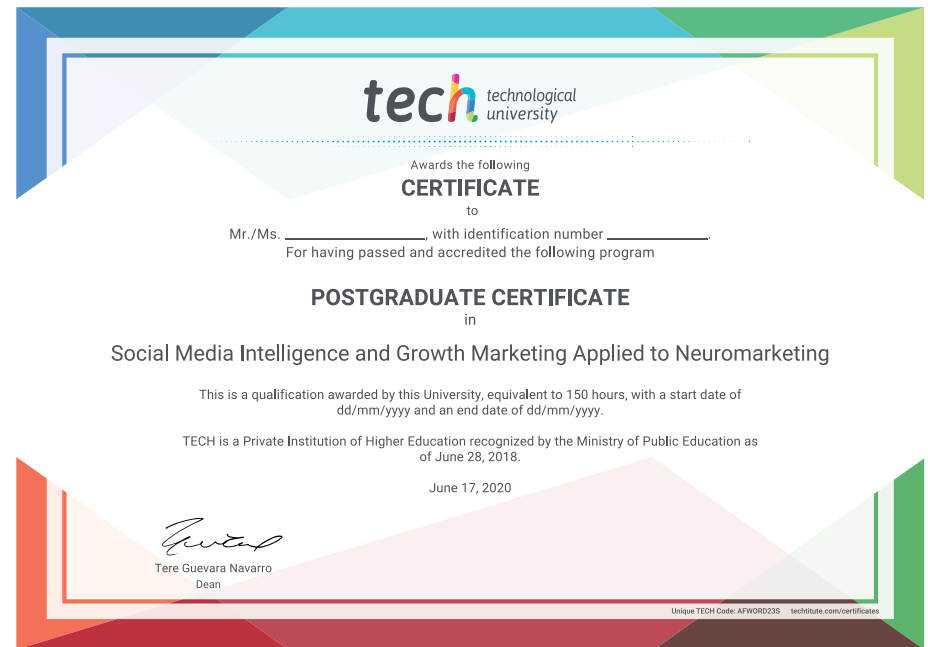 tech technological
university
Awards the following
CERTIFICATE
to
Mr./Ms. ____________________, with identification number ______________.
For having passed and accredited the following program
POSTGRADUATE CERTIFICATE
in
Social Media Intelligence and Growth Marketing Applied to Neuromarketing
This is a qualification awarded by this University, equivalent to 150 hours, with a start date of
dd/mm/yyyy and an end date of dd/mm/yyyy.
TECH is a Private Institution of Higher Education recognized by the Ministry of Public Education as
of June 28, 2018.
June 17, 2020
Tere Guevara Navarro
Dean
Unique TECH Code: AFWORD23S techtitute.com/certificates